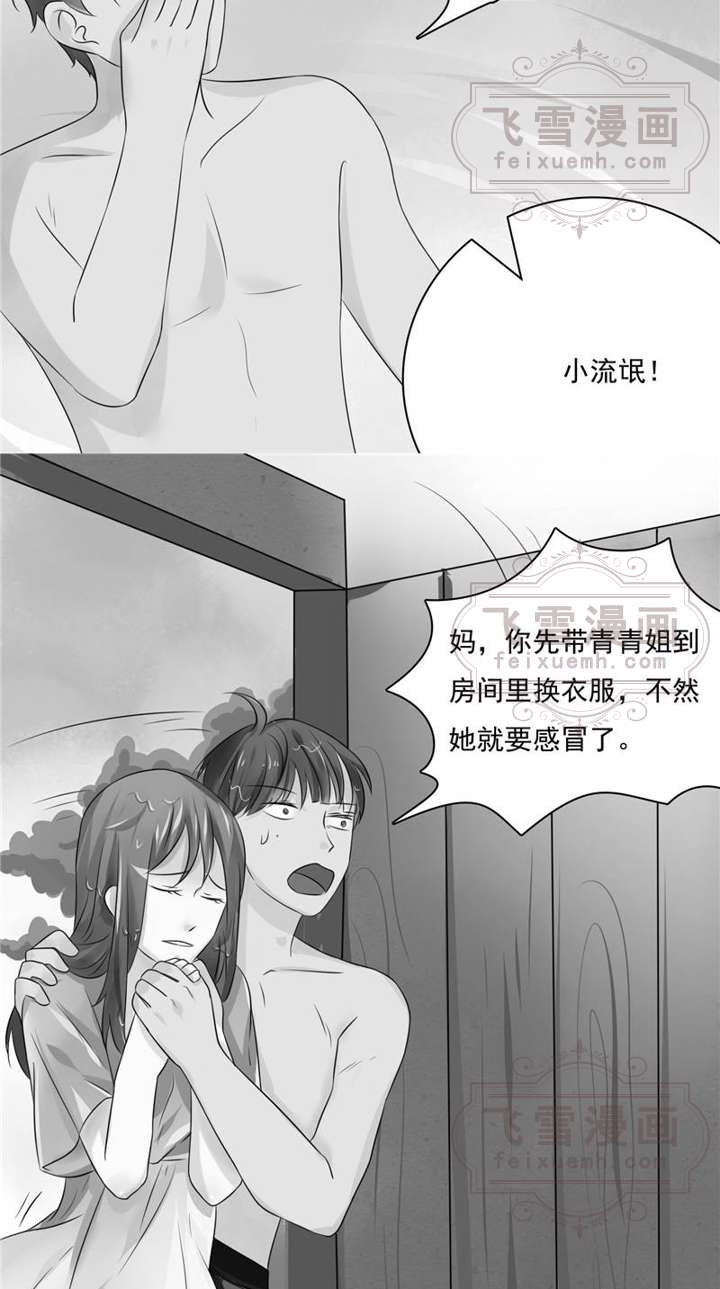 飞雪漫画
feixuemh.com
小流氓!
飞雪漫画
feixuemh.com
妈，你先带青青姐到
房间里换衣服，不然
她就要感冒了。
飞雪漫画
feixuemh.com